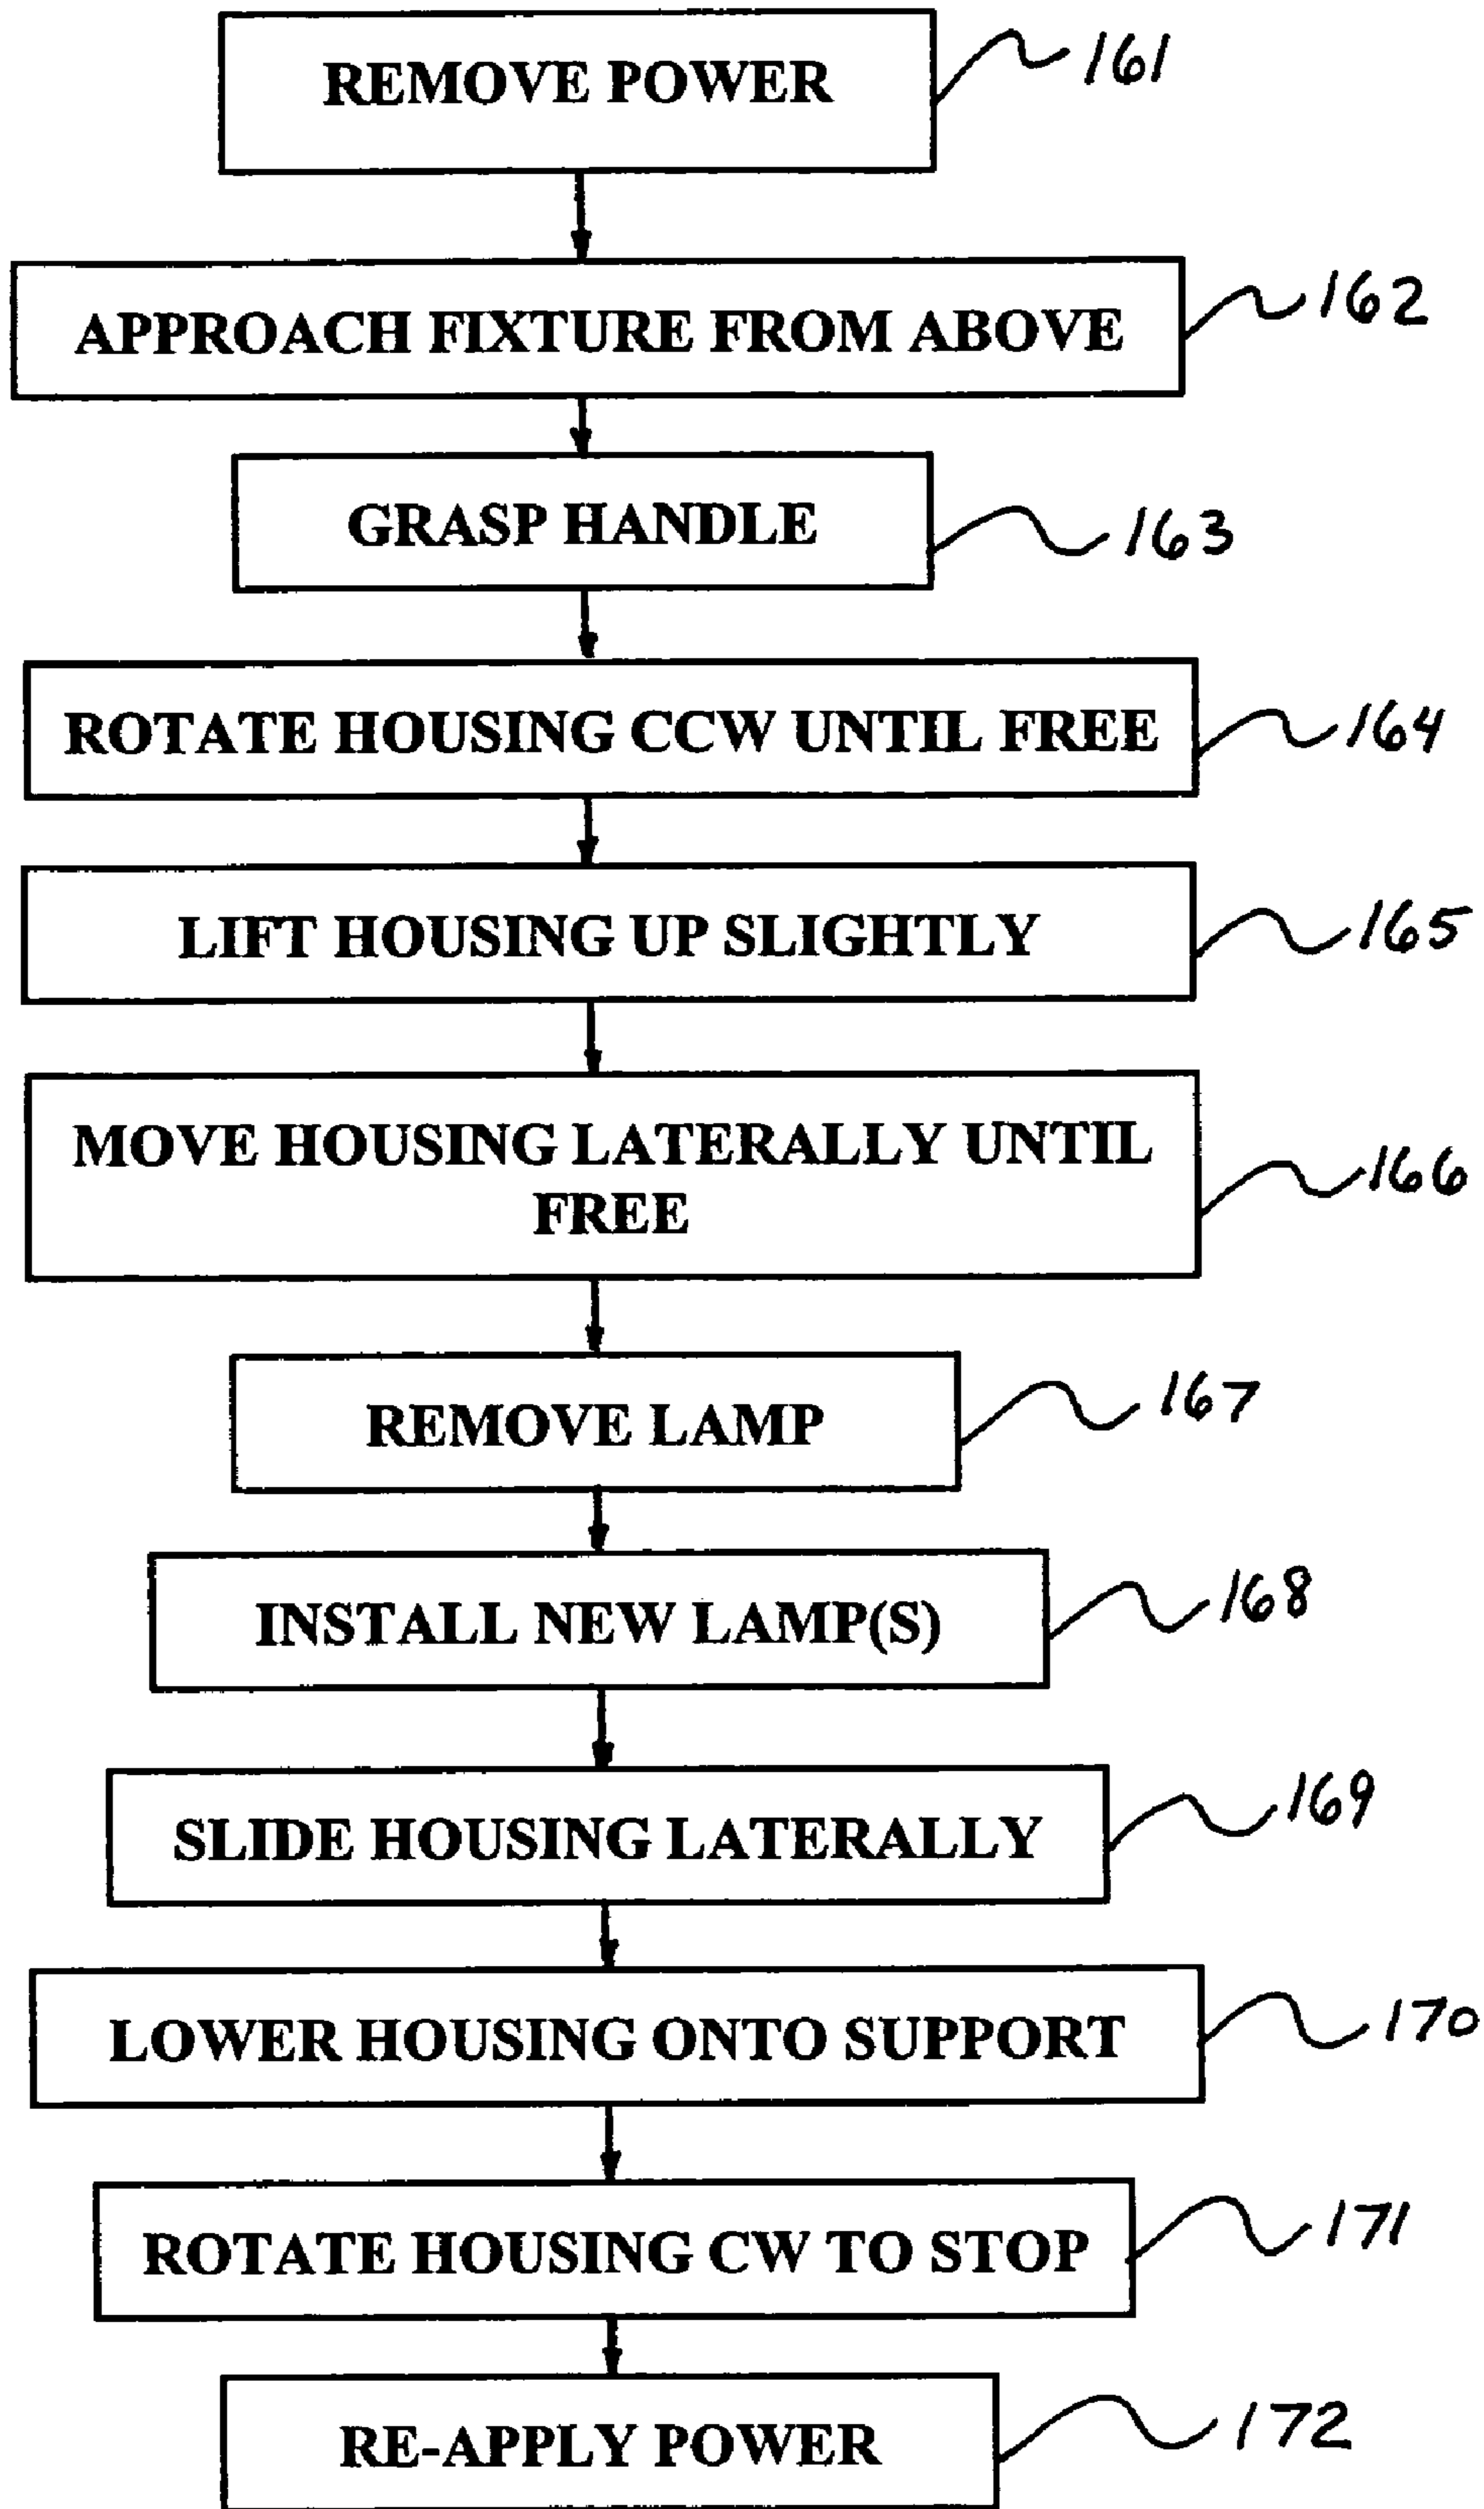 REMOVE POWER
161
APPROACH FIXTURE FROM ABOVE
162
GRASP HANDLE
163
ROTATE HOUSING CCW UNTIL FREE
164
LIFT HOUSING UP SLIGHTLY
165
MOVE HOUSING LATERALLY UNTIL
FREE
166
REMOVE LAMP
167
INSTALL NEW LAMP(S)
168
SLIDE HOUSING LATERALLY
169
LOWER HOUSING ONTO SUPPORT
170
ROTATE HOUSING CW TO STOP
171
RE-APPLY POWER
172